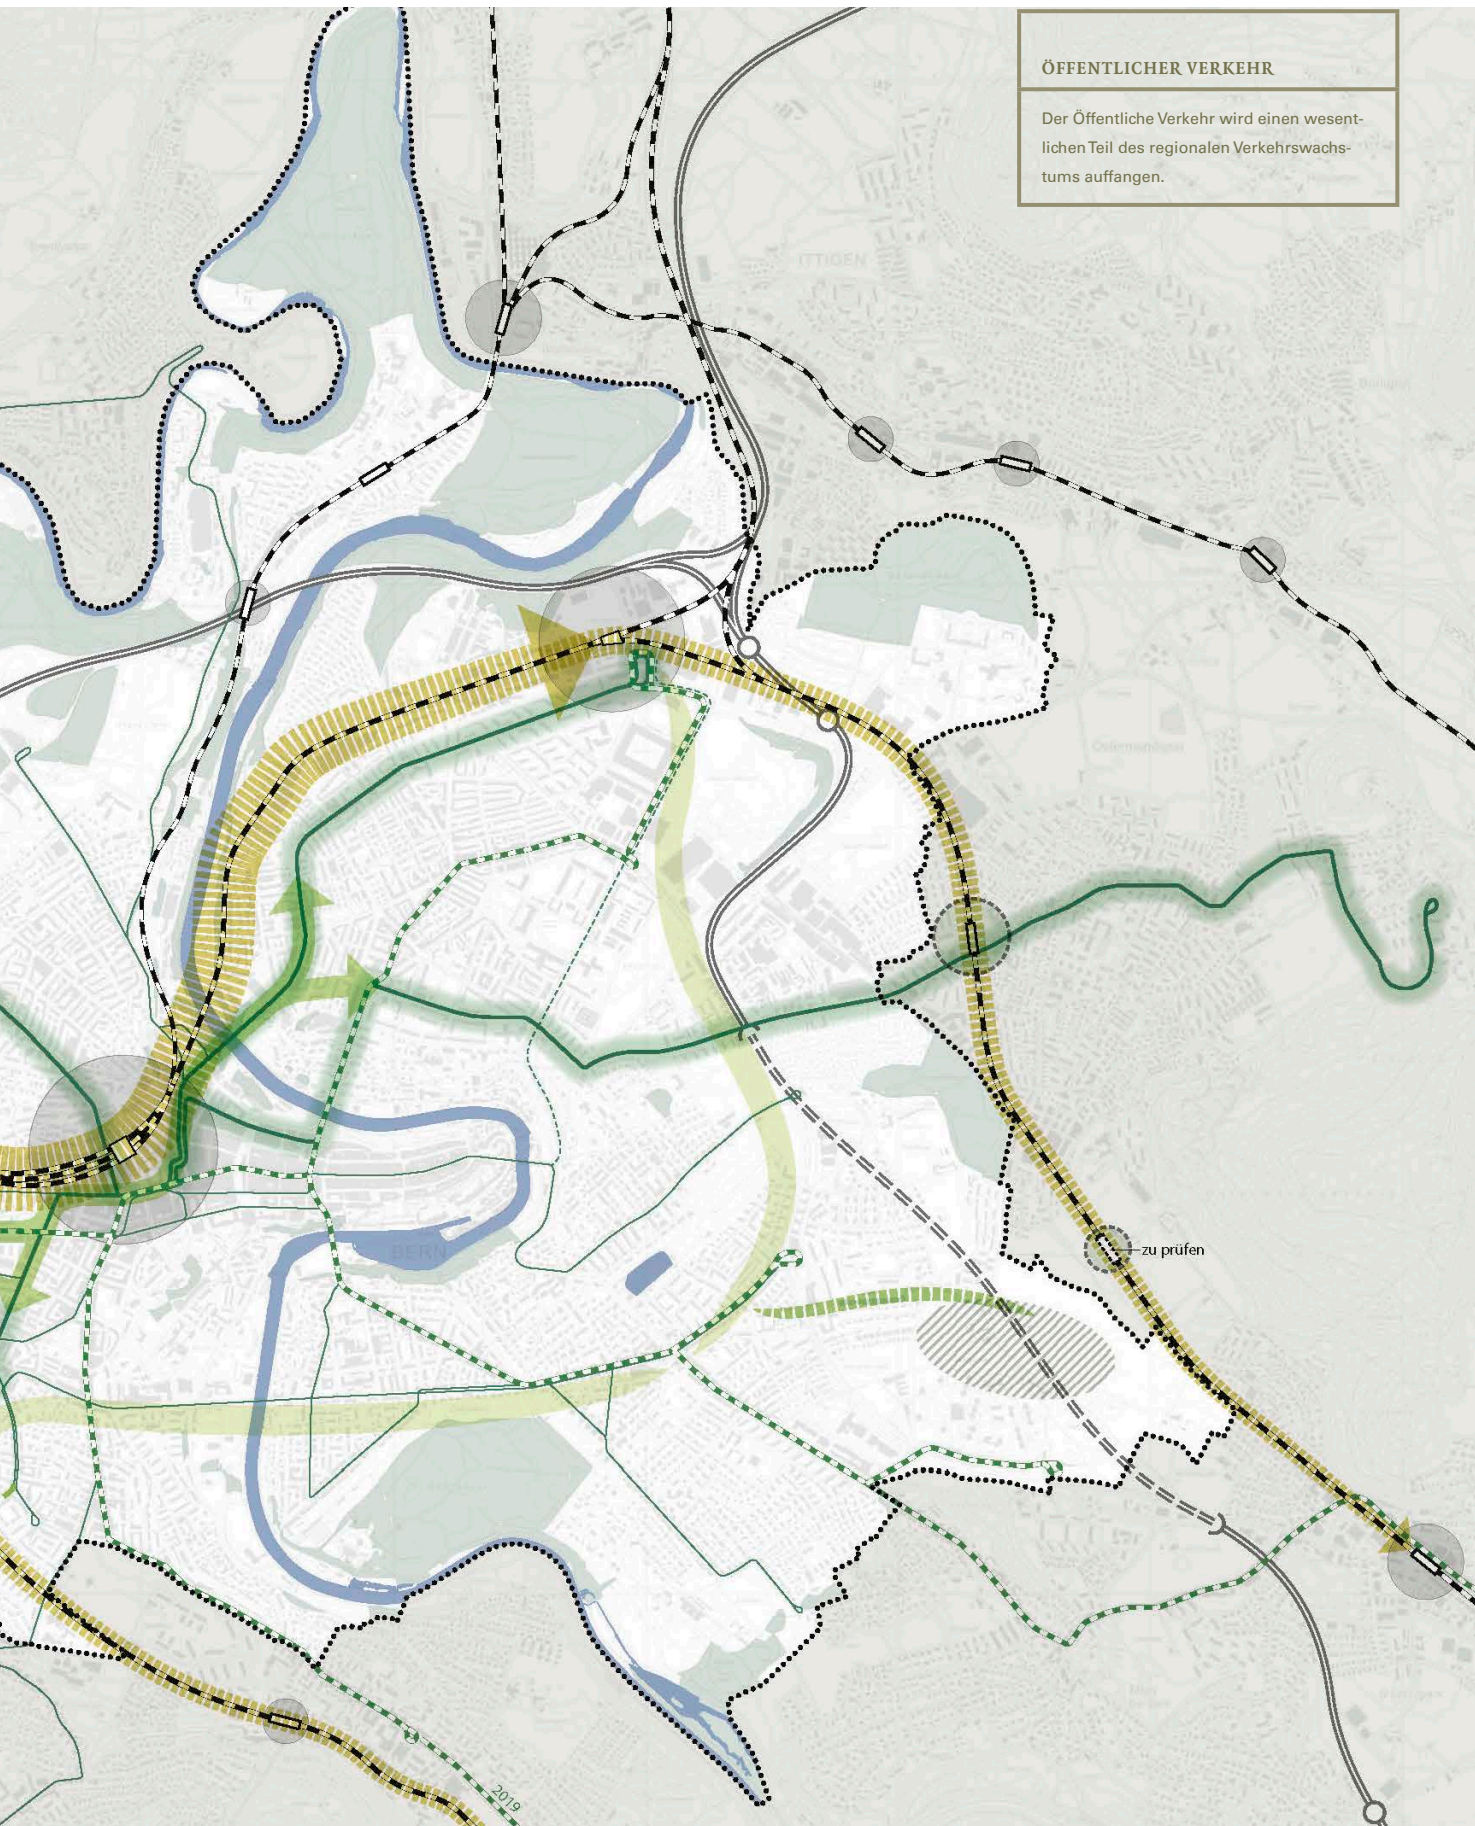 ÖFFENTLICHER VERKEHR
Der Öffentliche Verkehr wird einen wesent-
lichen Teil des regionalen Verkehrswachs-
tums auffangen.
ITTIGEN
Ostermundigen
BERN
zu prüfen
2019